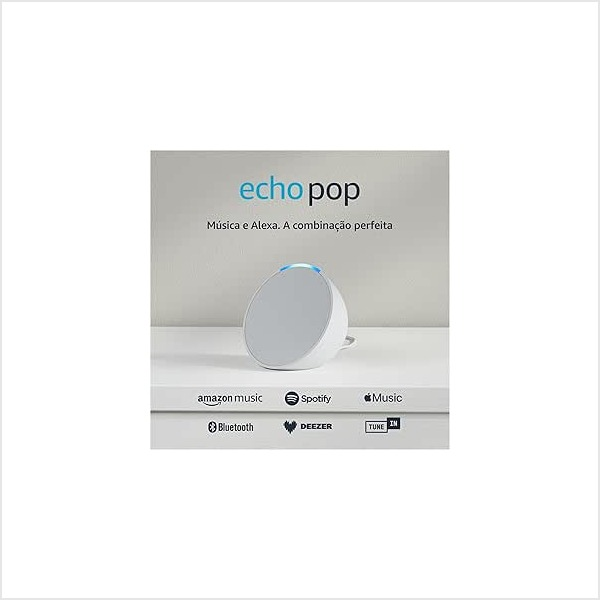 echo pop
Música e Alexa. A combinação perfeita
amazon music
Spotify
Music
Bluetooth
DEEZER
TUNE IN